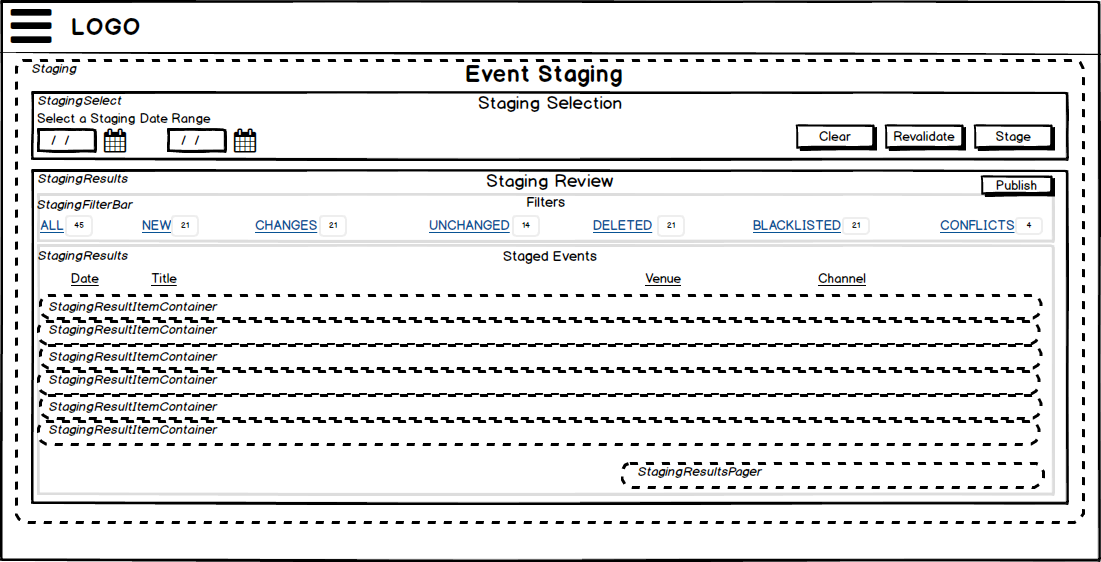 LOGO
Staging
Event Staging
StagingSelect
Staging Selection
Select a Staging Date Range
/ /
/ /
Clear
Revalidate
Stage
StagingResults
Staging Review
Publish
StagingFilterBar
Filters
ALL 45 NEW 21 CHANGES 21 UNCHANGED 14 DELETED 21 BLACKLISTED 21 CONFLICTS 4
StagingResults
Staged Events
Date Title Venue Channel
StagingResultItemContainer
StagingResultItemContainer
StagingResultItemContainer
StagingResultItemContainer
StagingResultItemContainer
StagingResultItemContainer
StagingResultsPager